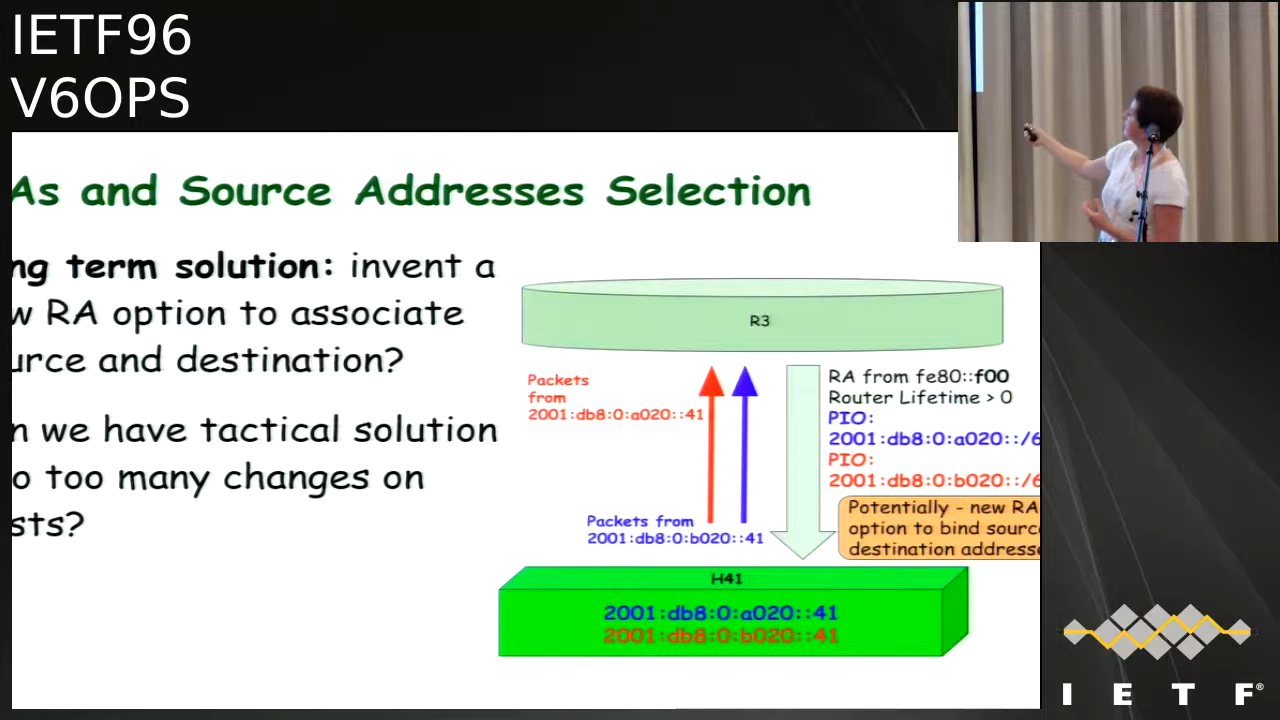 IETF96
V6OPS
As and Source Addresses Selection
ng term solution: invent a
w RA option to associate
urce and destination?
n we have tactical solution
o too many changes on
sts?
R3
Packets
from
2001:db8:0:a020::41
RA from fe80::f00
Router Lifetime > 0
PIO:
2001:db8:0:a020::/6
PIO:
2001:db8:0:b020::/6
Potentially - new RA
option to bind source
destination addresse
Packets from
2001:db8:0:b020::41
H41
2001:db8:0:a020::41
2001:db8:0:b020::41
I E T F®